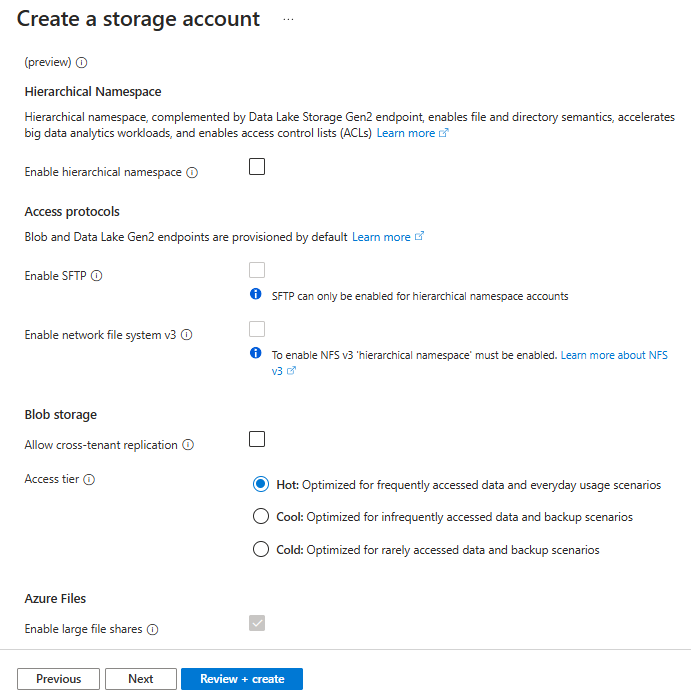 Create a storage account ...
(preview)
Hierarchical Namespace
Hierarchical namespace, complemented by Data Lake Storage Gen2 endpoint, enables file and directory semantics, accelerates
big data analytics workloads, and enables access control lists (ACLs) Learn more
Enable hierarchical namespace
Access protocols
Blob and Data Lake Gen2 endpoints are provisioned by default Learn more
Enable SFTP
SFTP can only be enabled for hierarchical namespace accounts
Enable network file system v3
To enable NFS v3 'hierarchical namespace' must be enabled. Learn more about NFS
v3
Blob storage
Allow cross-tenant replication
Access tier
Hot: Optimized for frequently accessed data and everyday usage scenarios
Cool: Optimized for infrequently accessed data and backup scenarios
Cold: Optimized for rarely accessed data and backup scenarios
Azure Files
Enable large file shares
Previous
Next
Review + create